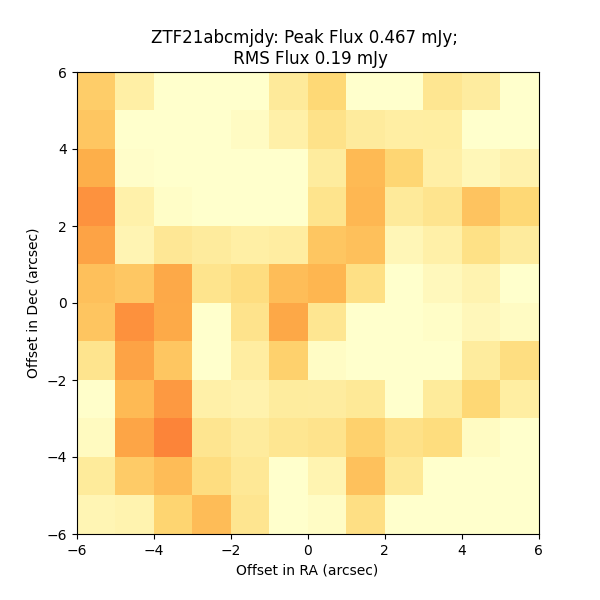 ZTF21abcmjdy: Peak Flux 0.467 mJy;
RMS Flux 0.19 mJy
6
4
2
0
−2
−4
−6
Offset in Dec (arcsec)
−6 −4 −2 0 2 4 6
Offset in RA (arcsec)